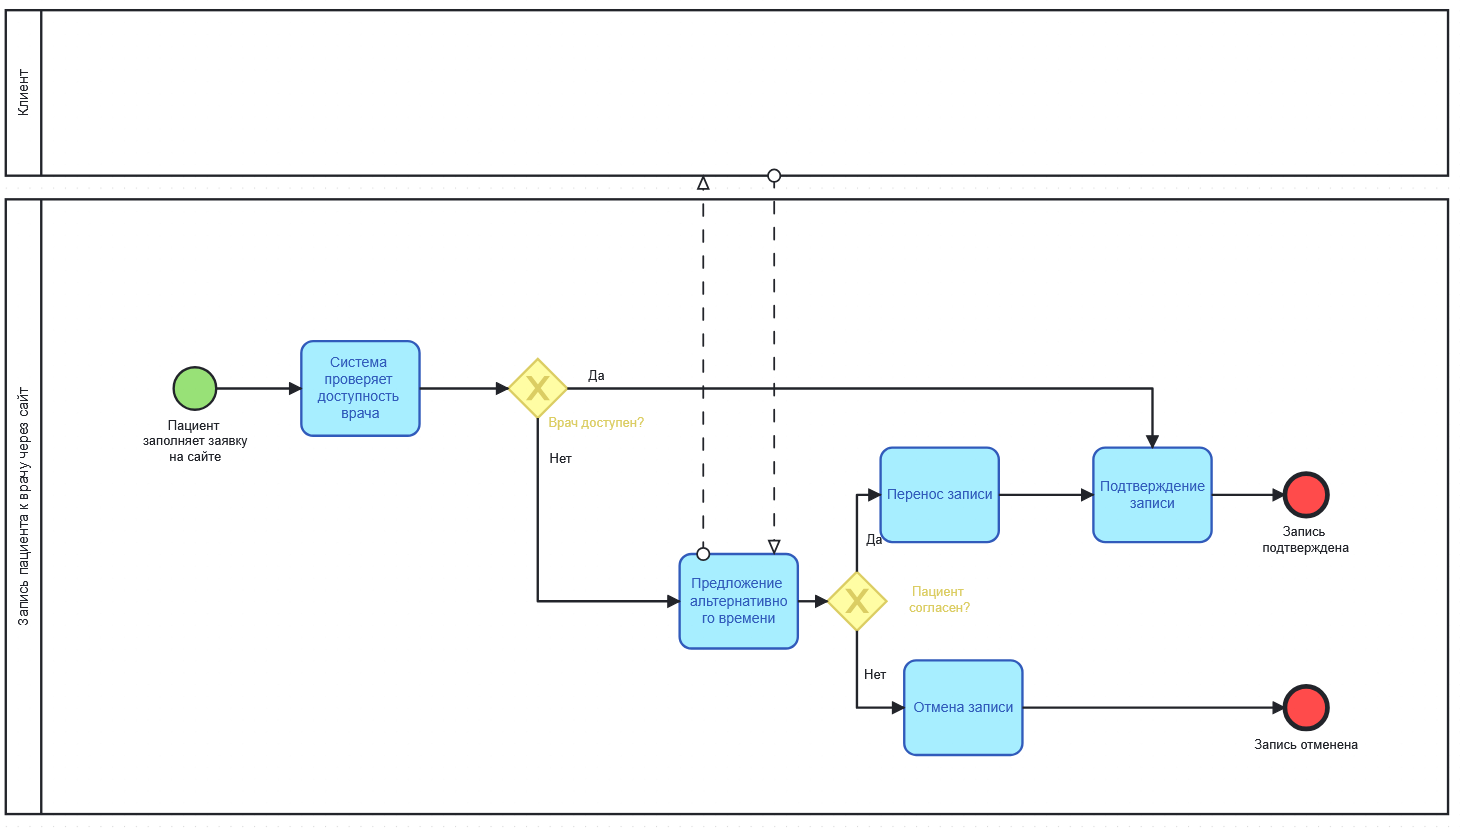 Клиент
Запись пациента к врачу через сайт
Пациент
заполняет заявку
на сайте
Система
проверяет
доступность
врача
Врач доступен?
Да
Нет
Предложение
альтернативно
го времени
Пациент
согласен?
Да
Перенос записи
Подтверждение
записи
Запись
подтверждена
Нет
Отмена записи
Запись отменена